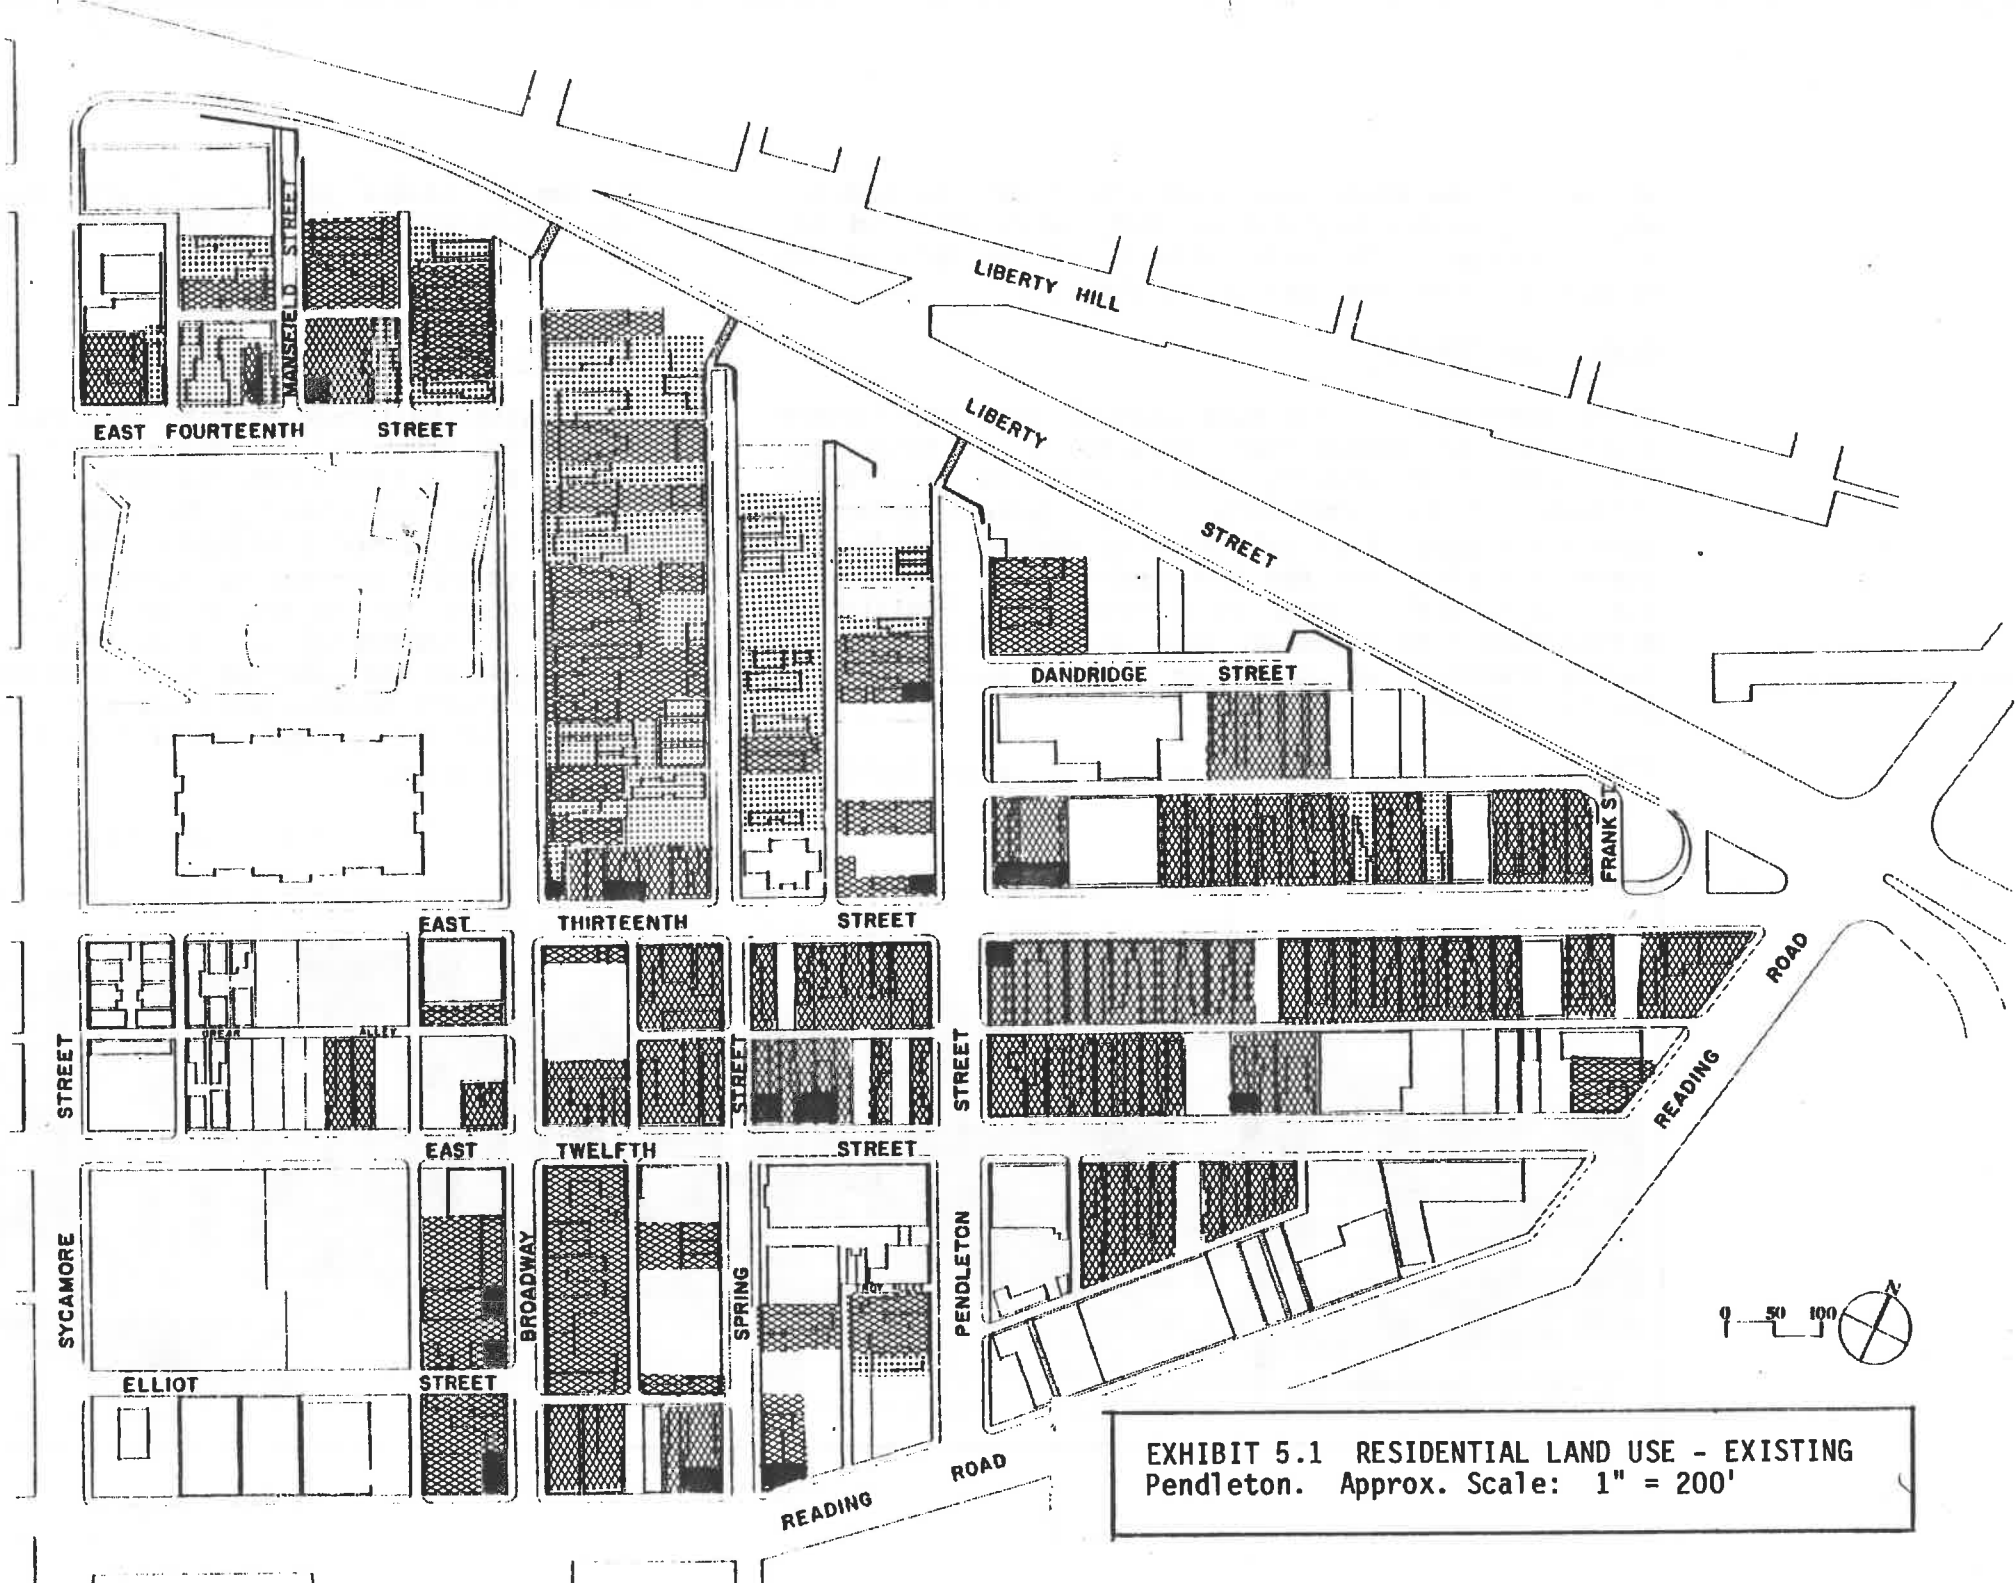 LIBERTY HILL
MANSFIELD STREET
EAST FOURTEENTH STREET
LIBERTY STREET
DANDRIDGE STREET
FRANK ST
EAST THIRTEENTH STREET
ALLEY
STREET
STREET
STREET
READING ROAD
EAST TWELFTH STREET
SYCAMORE
BROADWAY
SPRING
PENDLETON
0 50 100
N
ELLIOT STREET
READING ROAD
EXHIBIT 5.1 RESIDENTIAL LAND USE - EXISTING
Pendleton. Approx. Scale: 1" = 200'